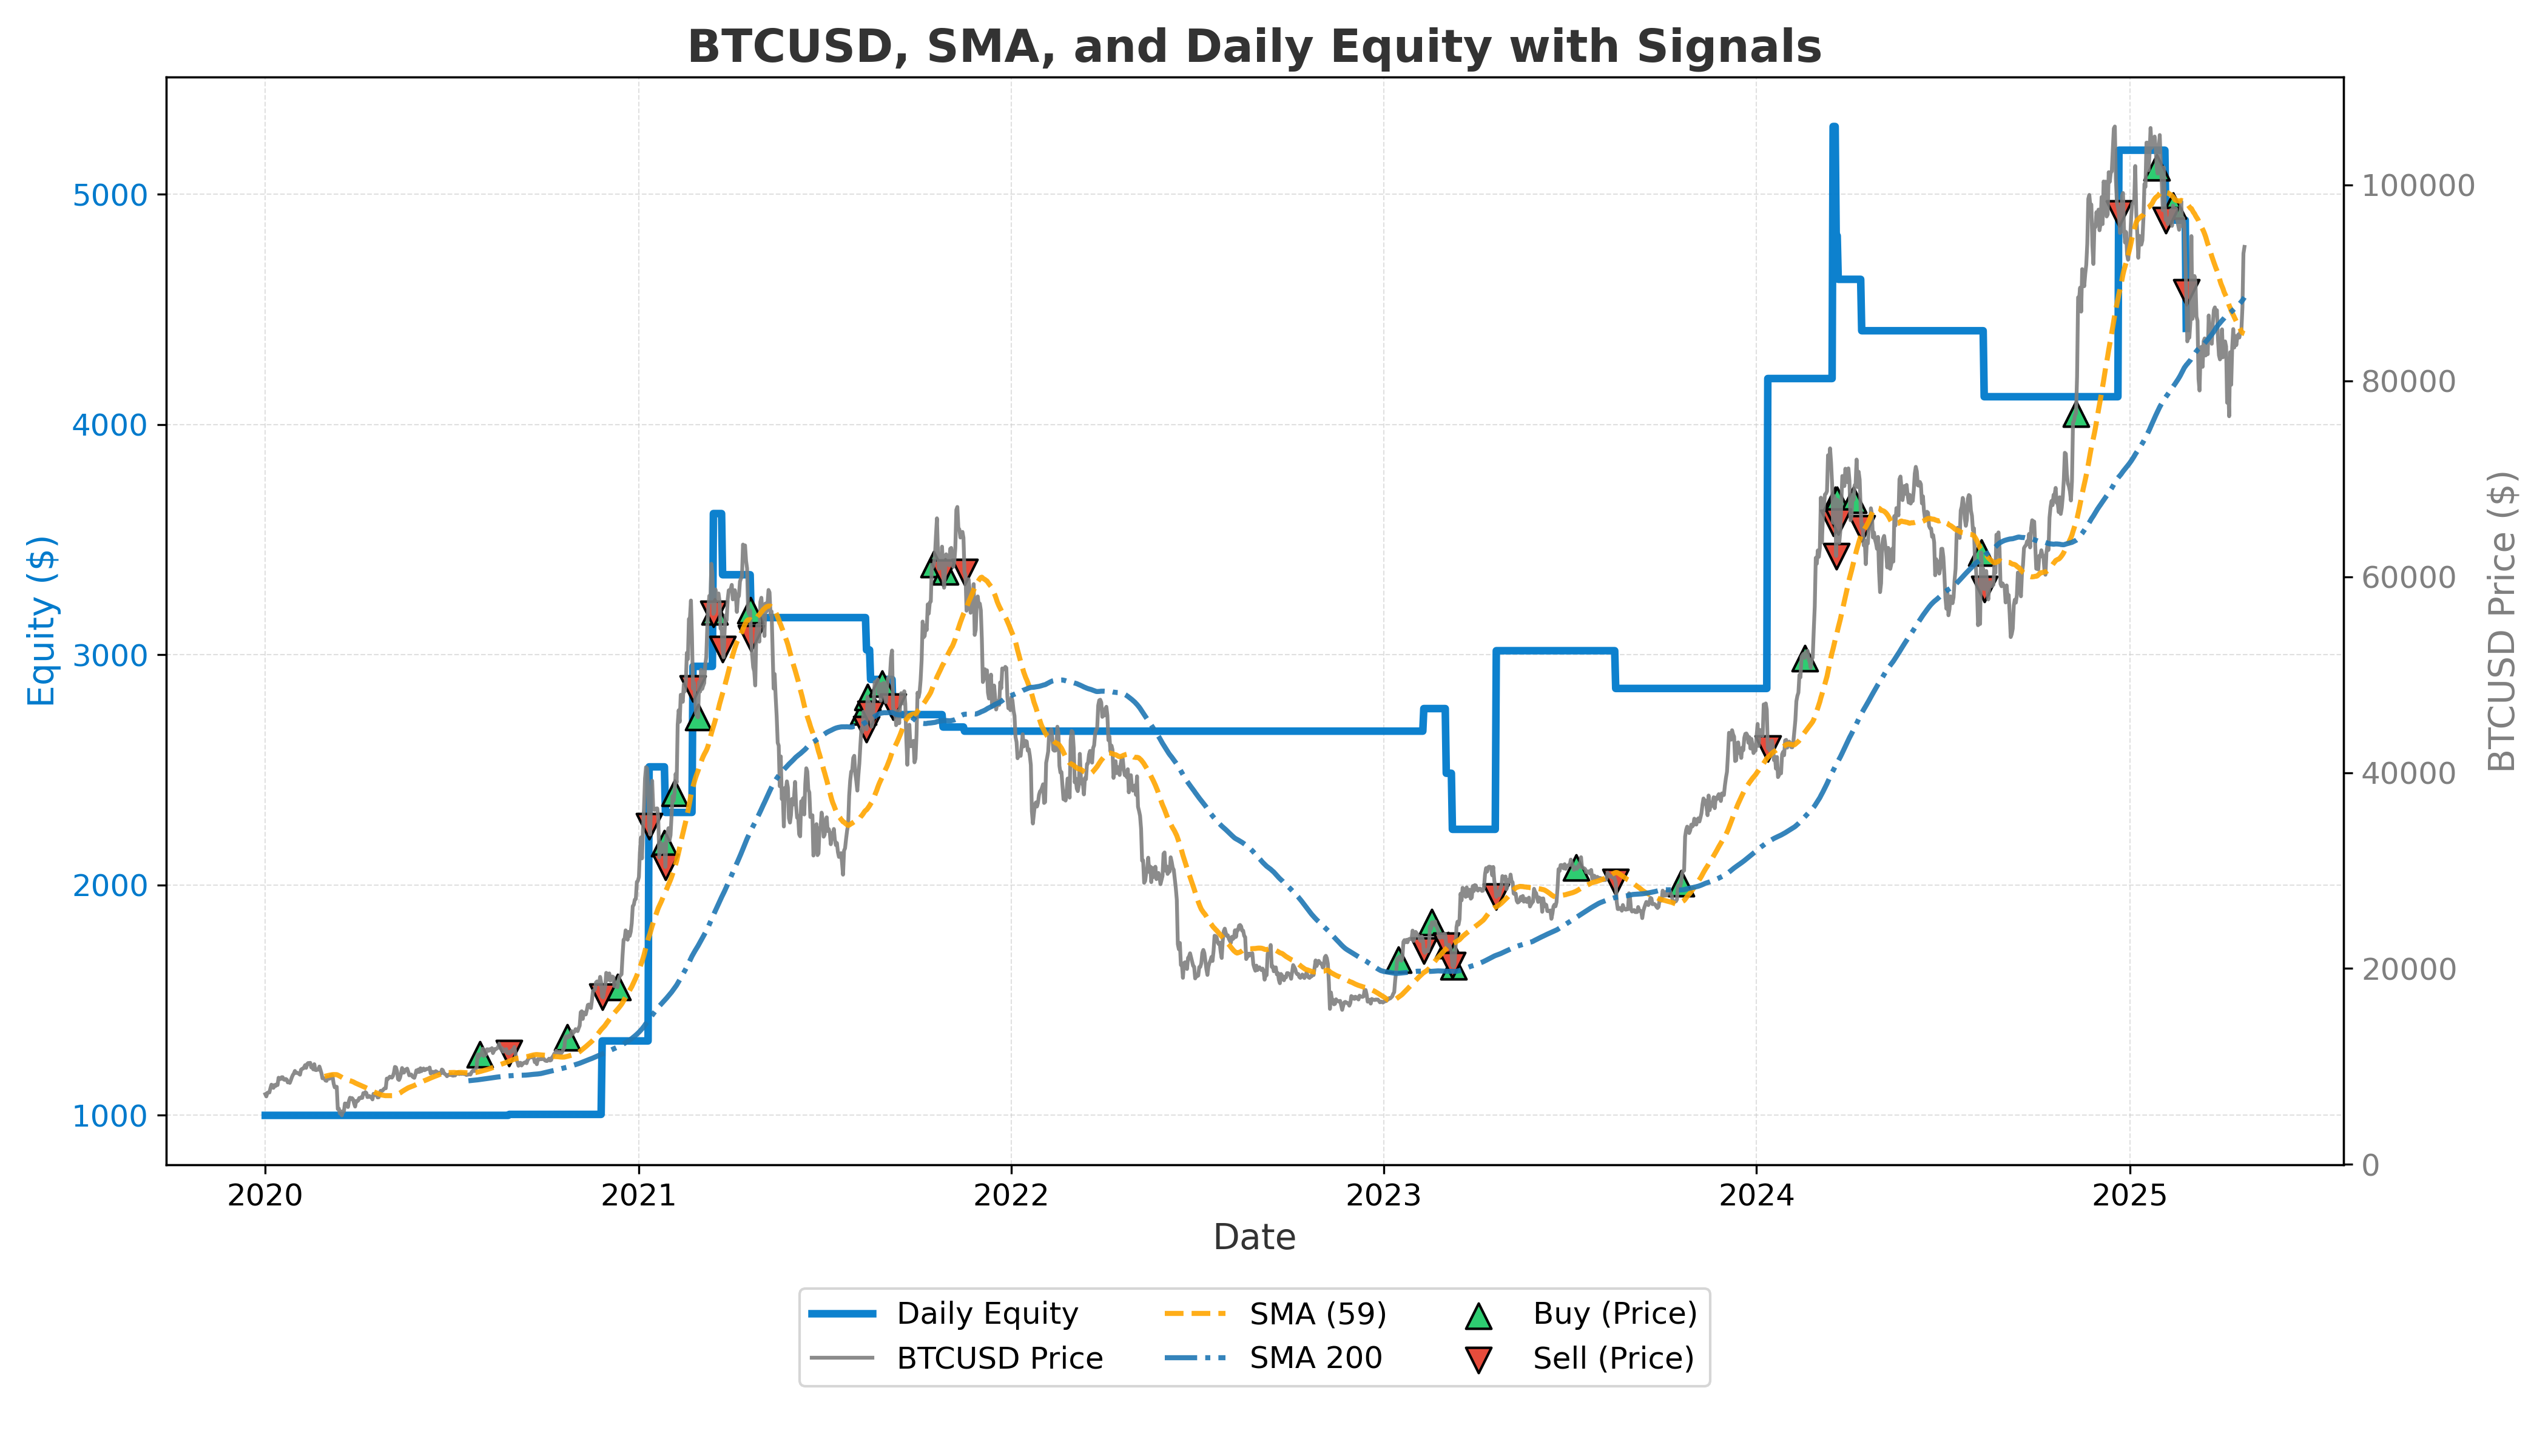 BTCUSD, SMA, and Daily Equity with Signals
Equity ($)
5000
4000
3000
2000
1000
BTCUSD Price ($)
100000
80000
60000
40000
20000
0
2020 2021 2022 2023 2024 2025
Date
Daily Equity
BTCUSD Price
SMA (59)
SMA 200
Buy (Price)
Sell (Price)